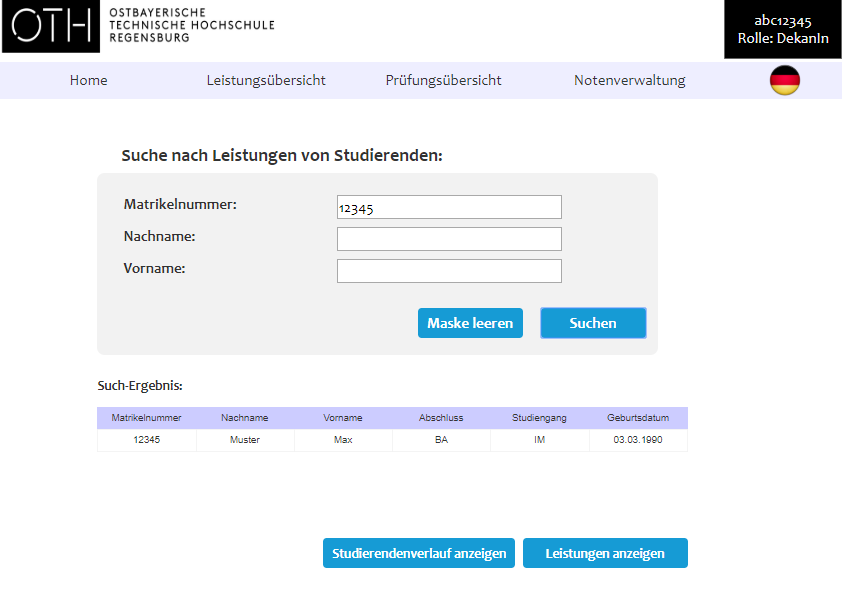 OTH OSTBAYERISCHE
TECHNISCHE HOCHSCHULE
REGENSBURG
abc12345
Rolle: DekanIn
Home Leistungsübersicht Prüfungsübersicht Notenverwaltung
Suche nach Leistungen von Studierenden:
Matrikelnummer: 12345
Nachname:
Vorname:
Maske leeren Suchen
Such-Ergebnis:
Matrikelnummer Nachname Vorname Abschluss Studiengang Geburtsdatum
12345 Muster Max BA IM 03.03.1990
Studierendenverlauf anzeigen Leistungen anzeigen